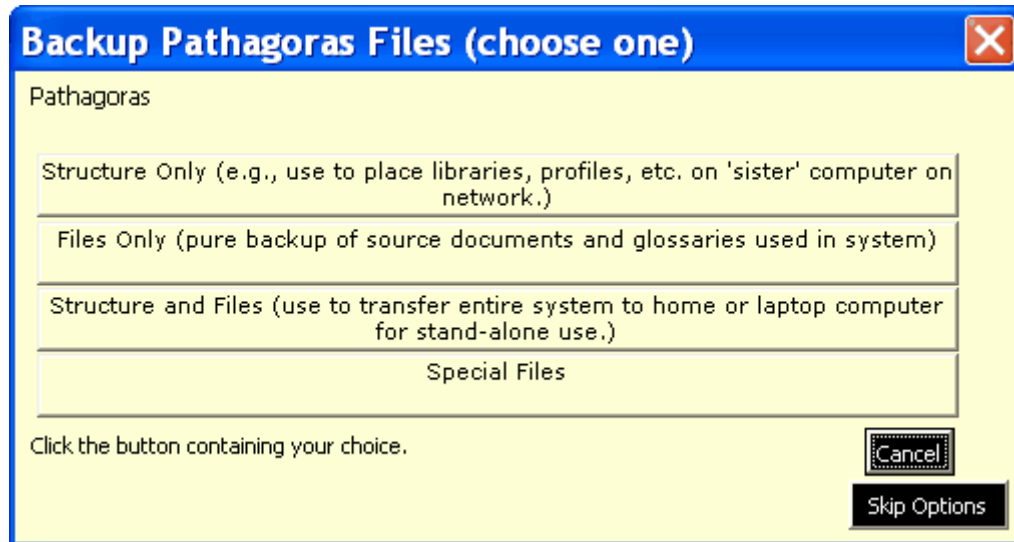 Backup Pathagoras Files (choose one)
Pathagoras
Structure Only (e.g., use to place libraries, profiles, etc. on 'sister' computer on
network.)
Files Only (pure backup of source documents and glossaries used in system)
Structure and Files (use to transfer entire system to home or laptop computer
for stand-alone use.)
Special Files
Click the button containing your choice.
Cancel
Skip Options